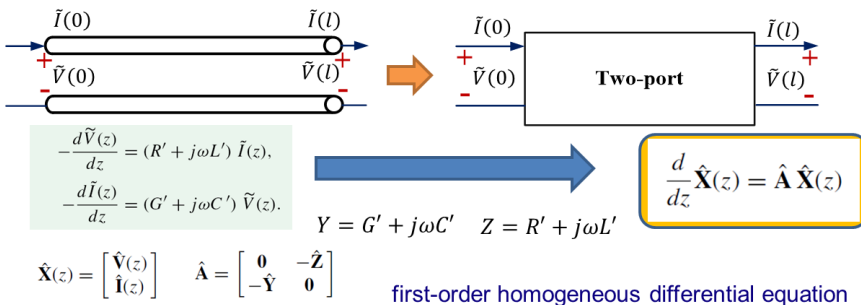 Ĩ(0) Ĩ(l) Ĩ(0) Ĩ(l)
+ + + +
Ṽ(0) Ṽ(l) Ṽ(0) Two-port Ṽ(l)
- - - -
−dṼ(z)/dz = (R′ + jωL′) Ĩ(z),
−dĨ(z)/dz = (G′ + jωC′) Ṽ(z).
d/dz X̂(z) = Â X̂(z)
Y = G′ + jωC′ Z = R′ + jωL′
X̂(z) = [V̂(z) Î(z)] Â = [0 −Ẑ −Ŷ 0]
first-order homogeneous differential equation